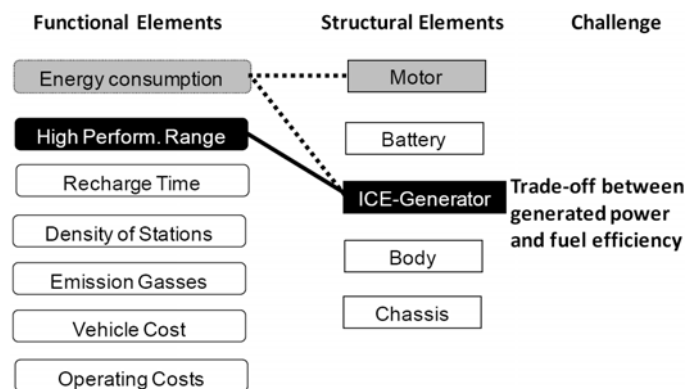 Functional Elements Structural Elements Challenge
Energy consumption Motor
High Perform. Range Battery
Recharge Time ICE-Generator Trade-off between
generated power
and fuel efficiency
Density of Stations Body
Emission Gasses
Vehicle Cost Chassis
Operating Costs